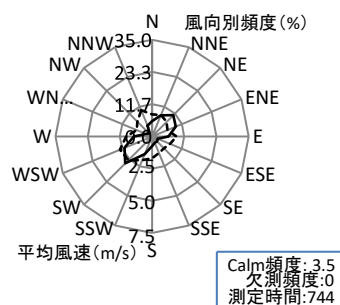 N 風向別頻度(%)
35.0
NNW NNE
NW 23.3 NE
WN... 11.7 ENE
W 0.0 E
WSW 2.5 ESE
SW 5.0 SE
SSW SSE
平均風速(m/s) 7.5
S
Calm頻度: 3.5
欠測頻度:0
測定時間:744